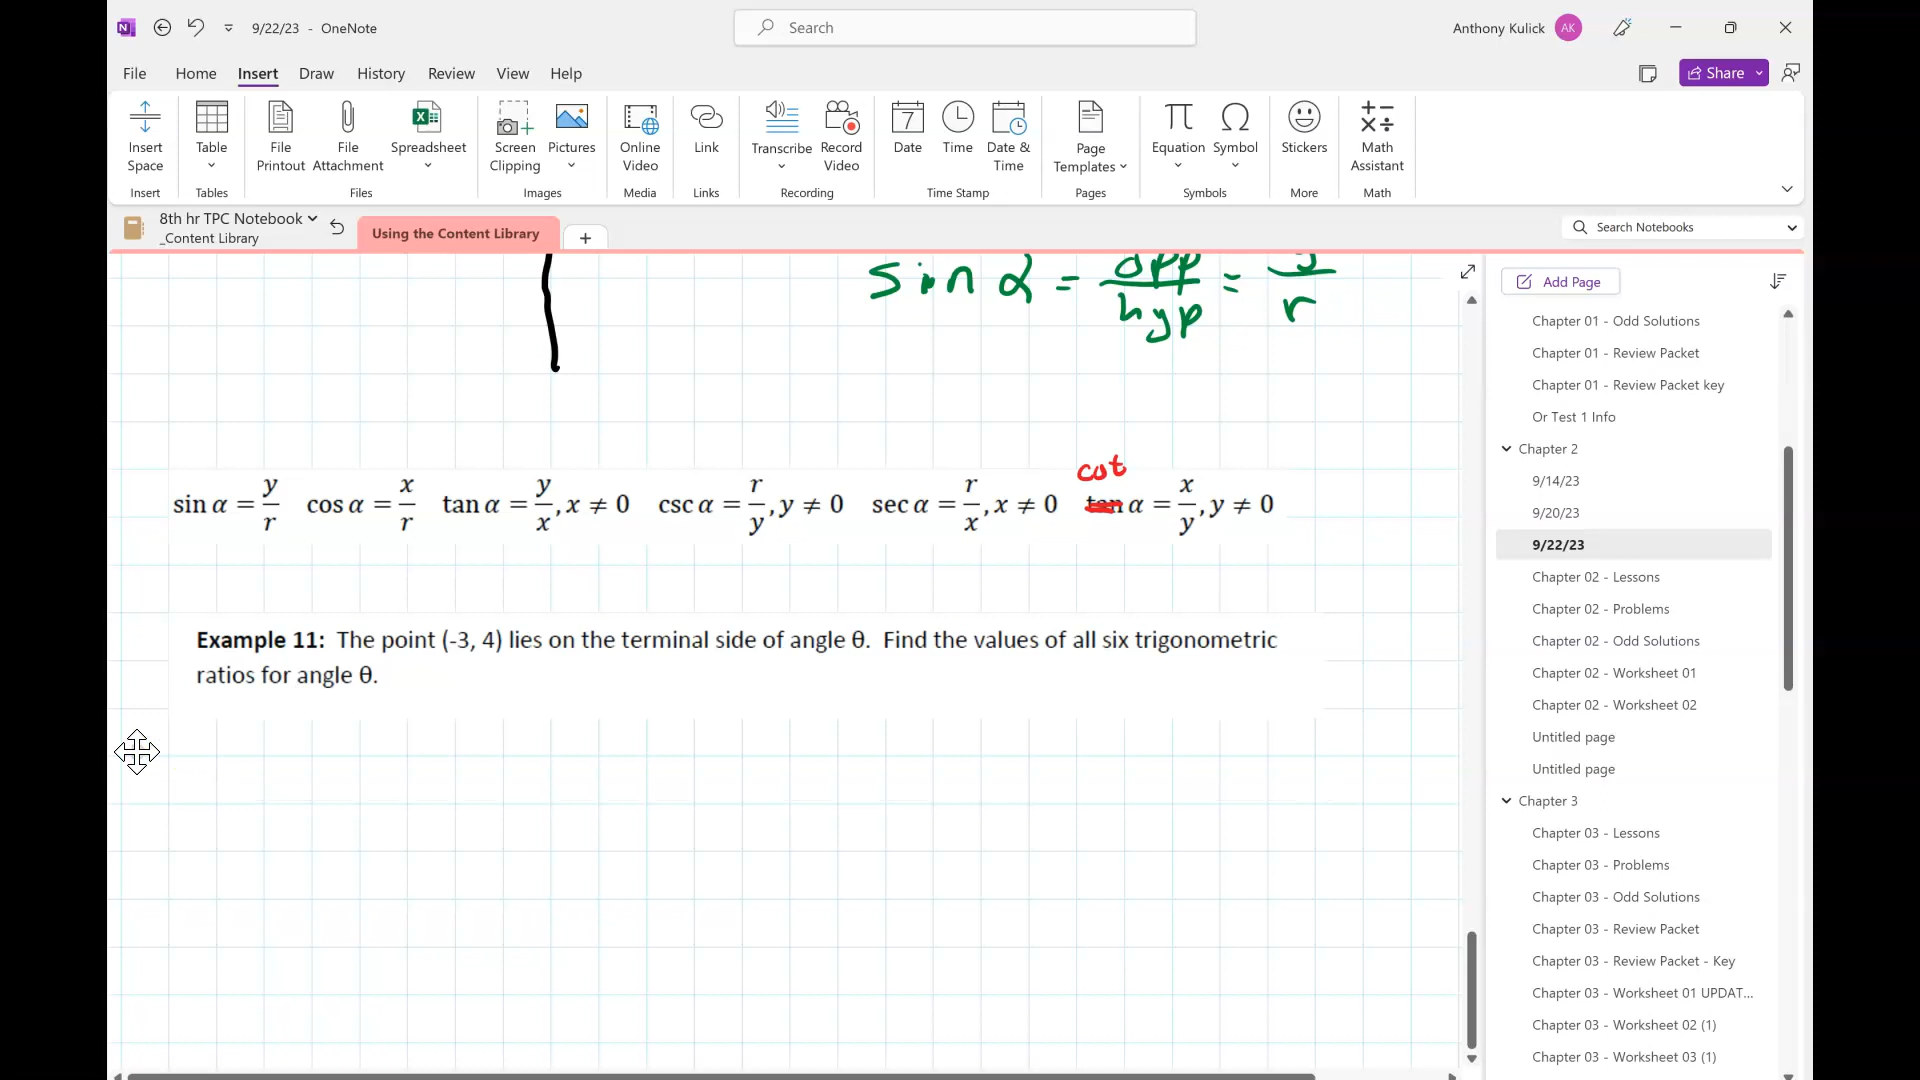 9/22/23 - OneNote
Search
Anthony Kulick AK
File Home Insert Draw History Review View Help
Share
Insert Space
Table
File Printout
File Attachment
Spreadsheet
Screen Clipping
Pictures
Online Video
Link
Transcribe
Record Video
Date
Time
Date & Time
Page Templates
Equation
Symbol
Stickers
Math Assistant
Insert Tables Files Images Media Links Recording Time Stamp Pages Symbols More Math
8th hr TPC Notebook
_Content Library
Using the Content Library
+
Search Notebooks
sin α = opp/hyp = y/r
cot
sin α = y/r cos α = x/r tan α = y/x, x ≠ 0 csc α = r/y, y ≠ 0 sec α = r/x, x ≠ 0 tan α = x/y, y ≠ 0
Example 11: The point (-3, 4) lies on the terminal side of angle θ. Find the values of all six trigonometric
ratios for angle θ.
Add Page
Chapter 01 - Odd Solutions
Chapter 01 - Review Packet
Chapter 01 - Review Packet key
Or Test 1 Info
Chapter 2
9/14/23
9/20/23
9/22/23
Chapter 02 - Lessons
Chapter 02 - Problems
Chapter 02 - Odd Solutions
Chapter 02 - Worksheet 01
Chapter 02 - Worksheet 02
Untitled page
Untitled page
Chapter 3
Chapter 03 - Lessons
Chapter 03 - Problems
Chapter 03 - Odd Solutions
Chapter 03 - Review Packet
Chapter 03 - Review Packet - Key
Chapter 03 - Worksheet 01 UPDAT...
Chapter 03 - Worksheet 02 (1)
Chapter 03 - Worksheet 03 (1)